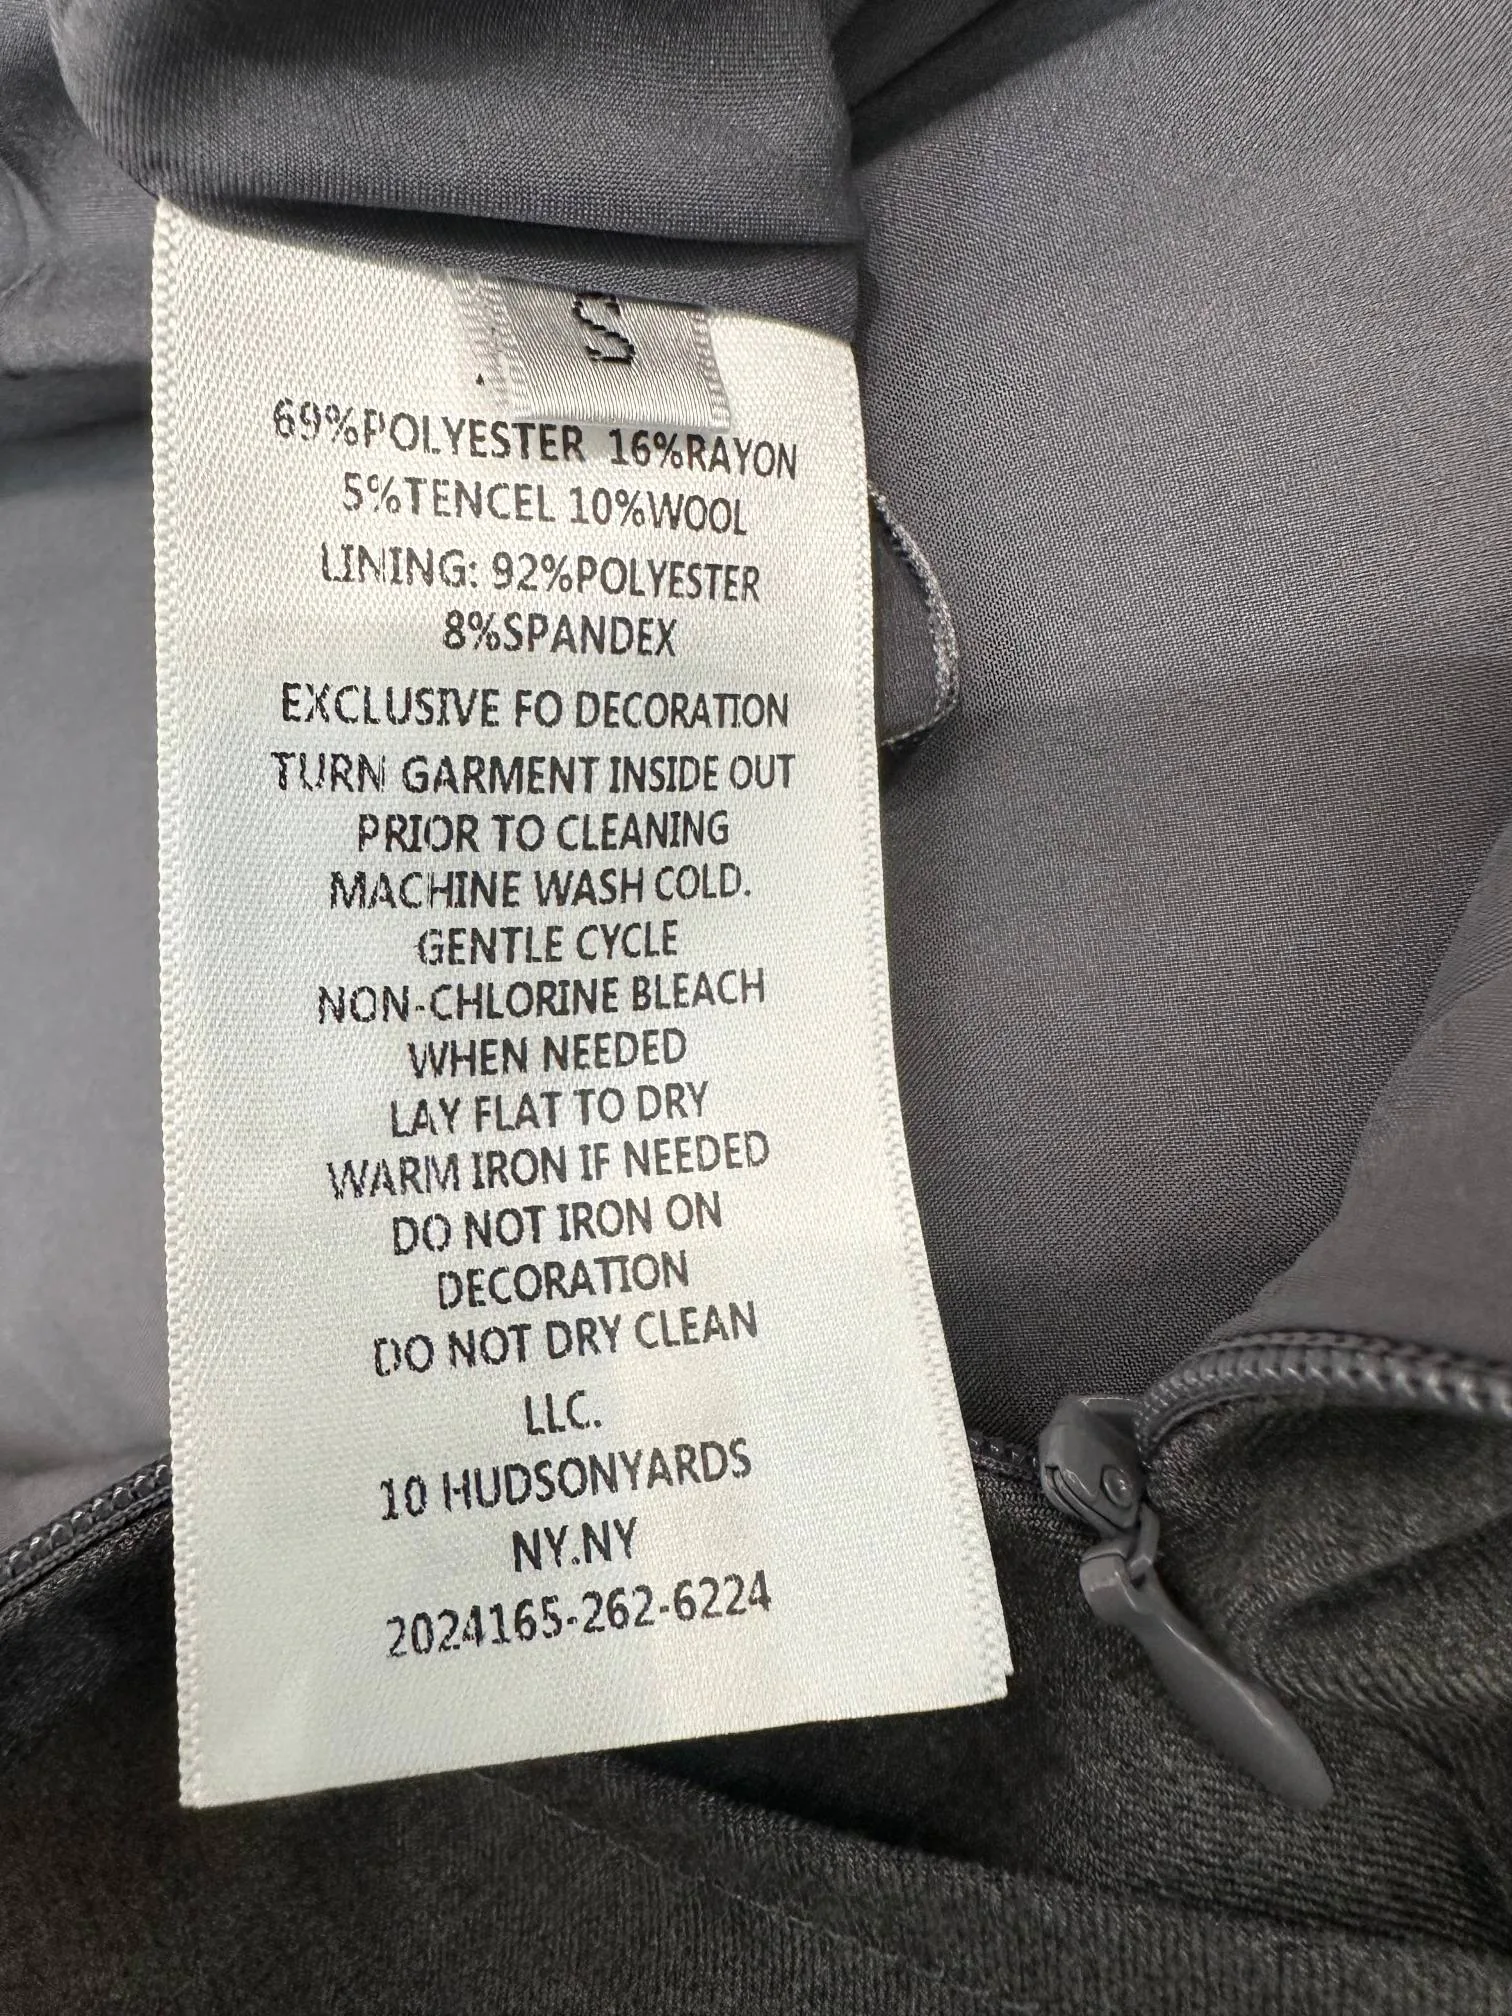 S
69%POLYESTER 16%RAYON
5%TENCEL 10%WOOL
LINING: 92%POLYESTER
8%SPANDEX
EXCLUSIVE FO DECORATION
TURN GARMENT INSIDE OUT
PRIOR TO CLEANING
MACHINE WASH COLD.
GENTLE CYCLE
NON-CHLORINE BLEACH
WHEN NEEDED
LAY FLAT TO DRY
WARM IRON IF NEEDED
DO NOT IRON ON
DECORATION
DO NOT DRY CLEAN
LLC.
10 HUDSONYARDS
NY.NY
2024165-262-6224